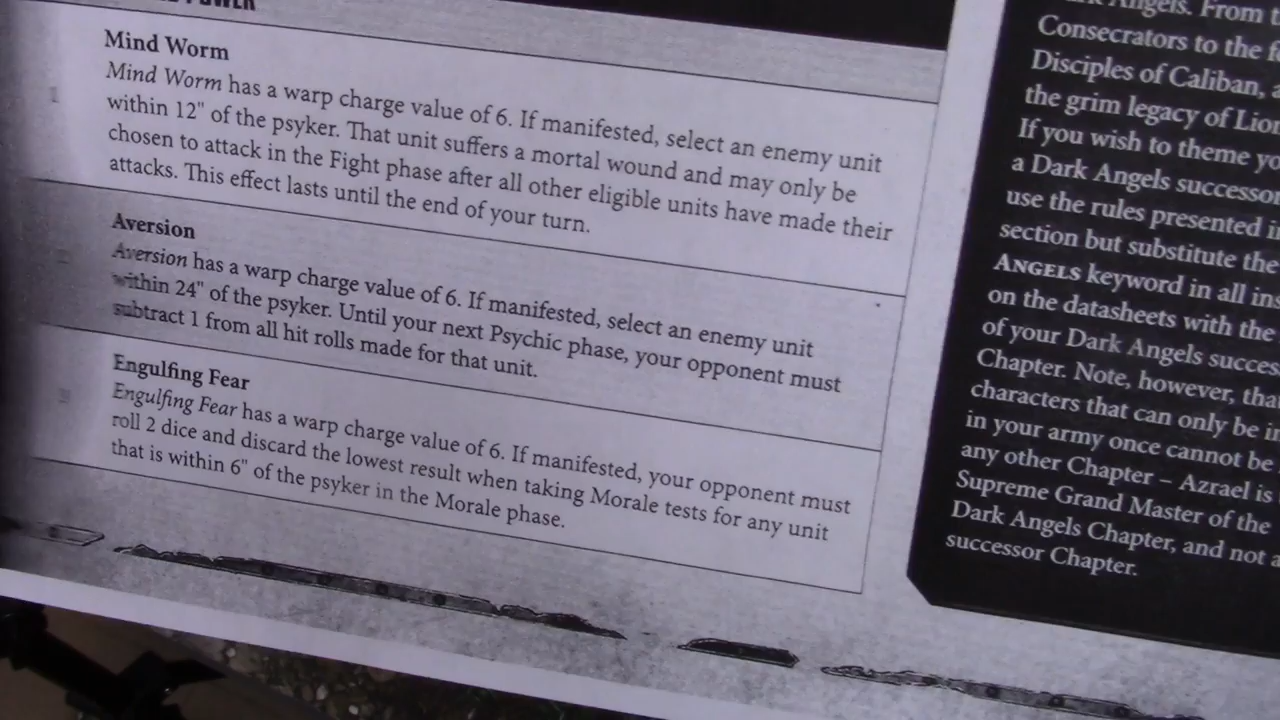 POWER
1
Mind Worm
Mind Worm has a warp charge value of 6. If manifested, select an enemy unit
within 12" of the psyker. That unit suffers a mortal wound and may only be
chosen to attack in the Fight phase after all other eligible units have made their
attacks. This effect lasts until the end of your turn.
2
Aversion
Aversion has a warp charge value of 6. If manifested, select an enemy unit
within 24" of the psyker. Until your next Psychic phase, your opponent must
subtract 1 from all hit rolls made for that unit.
3
Engulfing Fear
Engulfing Fear has a warp charge value of 6. If manifested, your opponent must
roll 2 dice and discard the lowest result when taking Morale tests for any unit
that is within 6" of the psyker in the Morale phase.
Angels. From
Consecrators to the
Disciples of Caliban,
the grim legacy of
If you wish to theme
a Dark Angels successor
use the rules presented
section but substitute the
ANGELS keyword in all
on the datasheets with the
of your Dark Angels
Chapter. Note, however,
characters that can only be
in your army once cannot be
any other Chapter – Azrael is
Supreme Grand Master of the
Dark Angels Chapter, and not a
successor Chapter.